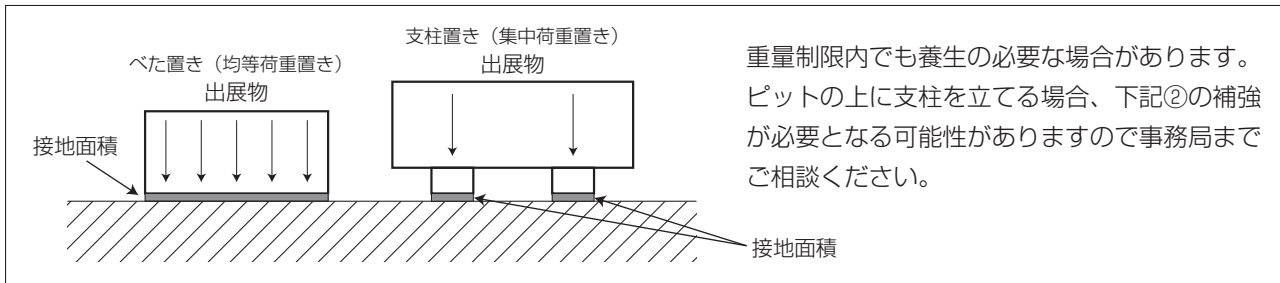 べた置き（均等荷重置き）
出展物
接地面積
支柱置き（集中荷重置き）
出展物
接地面積
重量制限内でも養生の必要な場合があります。
ピットの上に支柱を立てる場合、下記②の補強
が必要となる可能性がありますので事務局まで
ご相談ください。